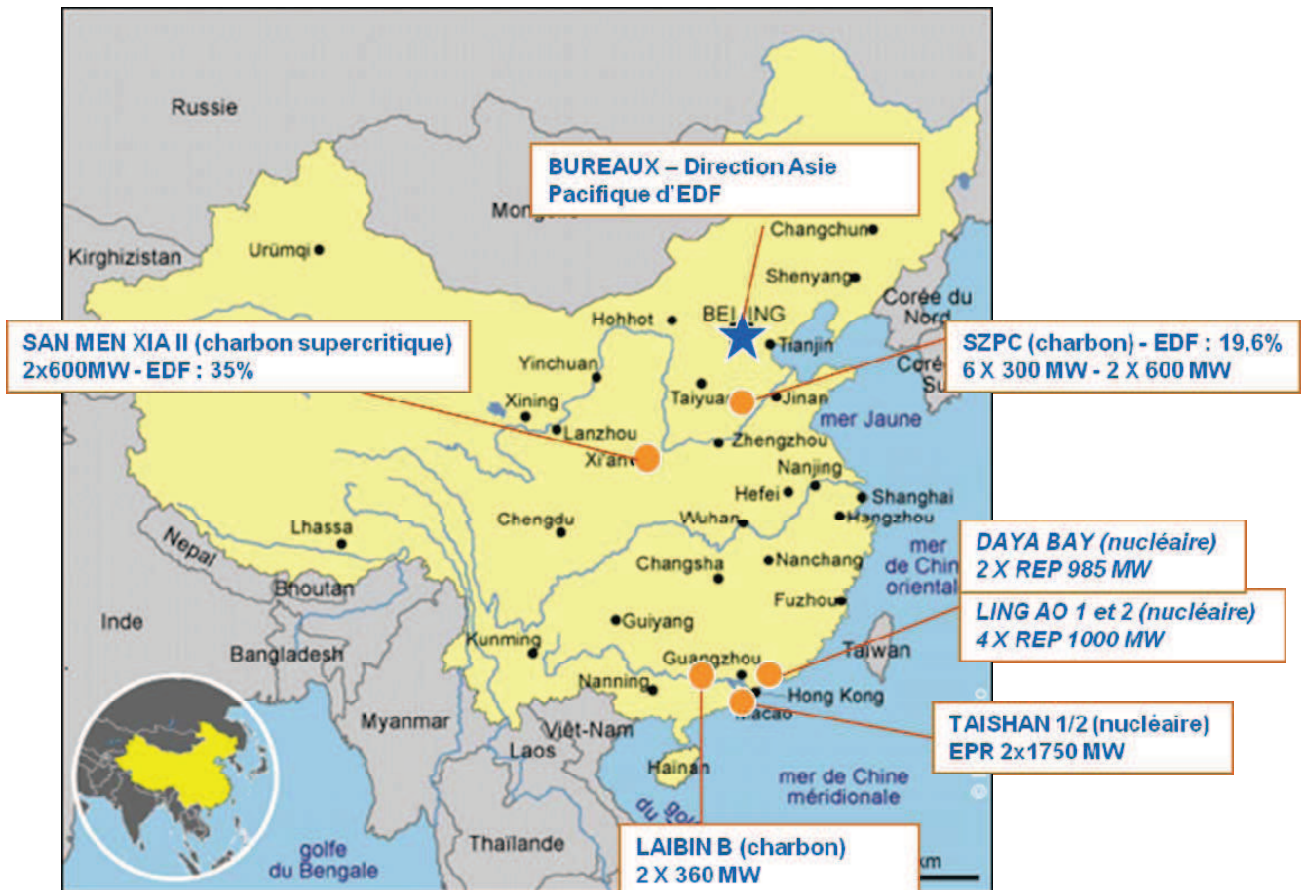 Russie
BUREAUX – Direction Asie
Pacifique d'EDF
Changchun
Kirghizistan
Urümqi
Shenyang
Corée du
Nord
Hohhot
BEIJING
Tianjin
SAN MEN XIA II (charbon supercritique)
2x600MW - EDF : 35%
SZPC (charbon) - EDF : 19,6%
6 X 300 MW - 2 X 600 MW
Yinchuan
Taiyuan
Jinan
Xining
mer Jaune
Lanzhou
Zhengzhou
Xi'an
Nanjing
Hefei
Shanghai
Lhassa
Chengdu
Wuhan
Hangzhou
Nepal
Changsha
Nanchang
mer
de Chine
orientale
DAYA BAY (nucléaire)
2 X REP 985 MW
Bhoutan
Fuzhou
LING AO 1 et 2 (nucléaire)
4 X REP 1000 MW
Inde
Guiyang
Kunming
Taiwan
Bangladesh
Guangzhou
Nanning
Hong Kong
Macao
Myanmar
Viêt-Nam
TAISHAN 1/2 (nucléaire)
EPR 2x1750 MW
Laos
Hainan
mer de Chine
méridionale
du
Thaïlande
LAIBIN B (charbon)
2 X 360 MW
golfe
du Bengale
km